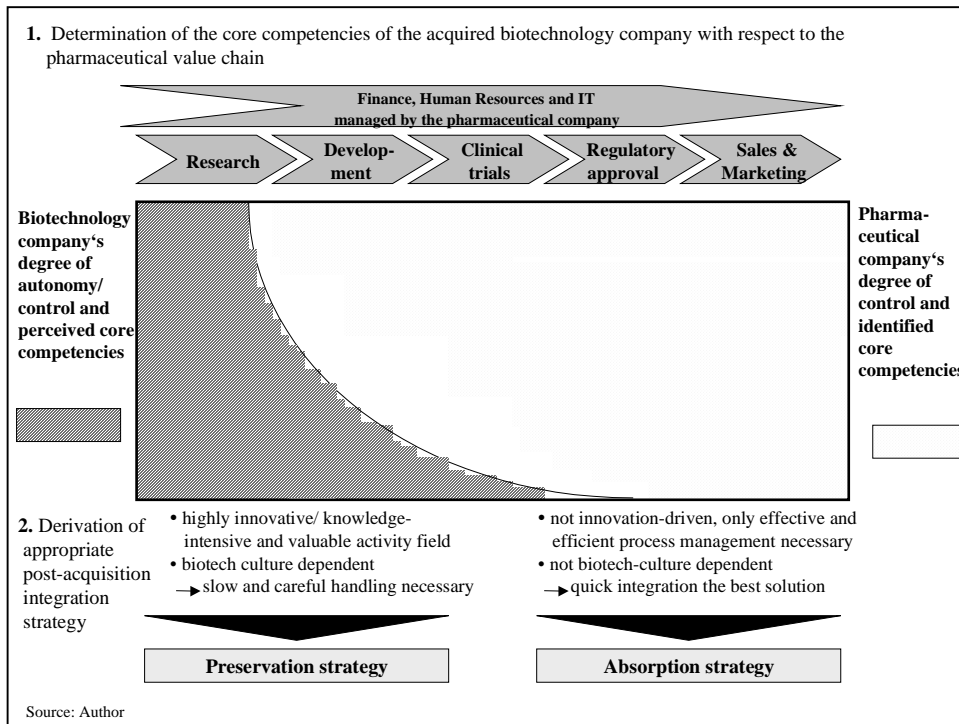 1. Determination of the core competencies of the acquired biotechnology company with respect to the
pharmaceutical value chain
Finance, Human Resources and IT
managed by the pharmaceutical company
Research
Develop-
ment
Clinical
trials
Regulatory
approval
Sales &
Marketing
Biotechnology
company‘s
degree of
autonomy/
control and
perceived core
competencies
Pharma-
ceutical
company‘s
degree of
control and
identified
core
competencies
2. Derivation of
appropriate
post-acquisition
integration
strategy
• highly innovative/ knowledge-
intensive and valuable activity field
• biotech culture dependent
slow and careful handling necessary
• not innovation-driven, only effective and
efficient process management necessary
• not biotech-culture dependent
quick integration the best solution
Preservation strategy
Absorption strategy
Source: Author